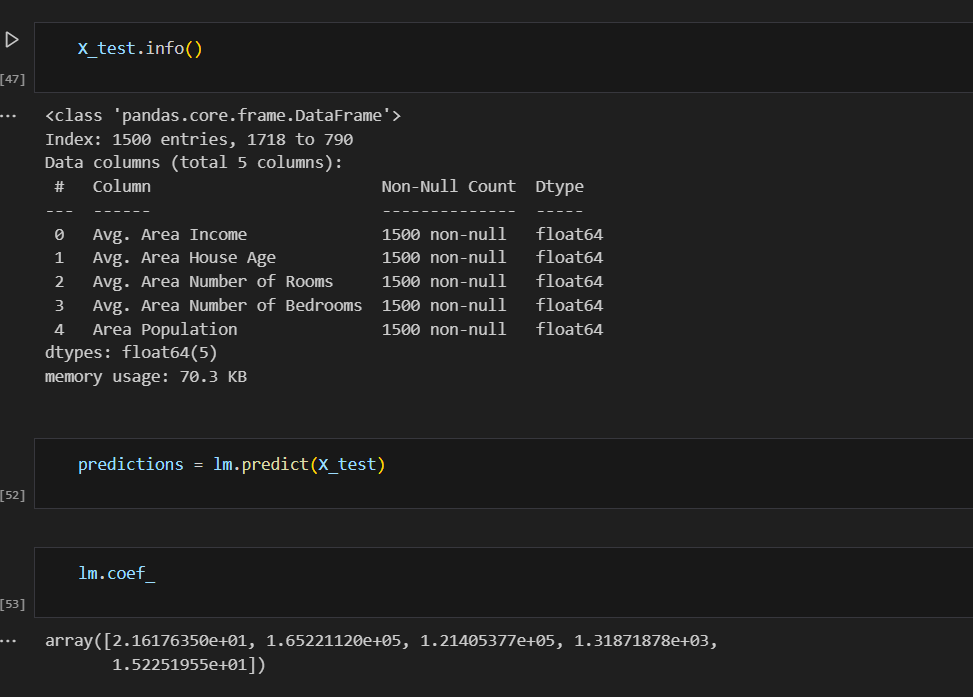 X_test.info()
[47]
... <class 'pandas.core.frame.DataFrame'>
Index: 1500 entries, 1718 to 790
Data columns (total 5 columns):
 #   Column                        Non-Null Count  Dtype
---  ------                        --------------  -----
 0   Avg. Area Income              1500 non-null   float64
 1   Avg. Area House Age           1500 non-null   float64
 2   Avg. Area Number of Rooms     1500 non-null   float64
 3   Avg. Area Number of Bedrooms  1500 non-null   float64
 4   Area Population               1500 non-null   float64
dtypes: float64(5)
memory usage: 70.3 KB
predictions = lm.predict(X_test)
[52]
lm.coef_
[53]
... array([2.16176350e+01, 1.65221120e+05, 1.21405377e+05, 1.31871878e+03,
       1.52251955e+01])